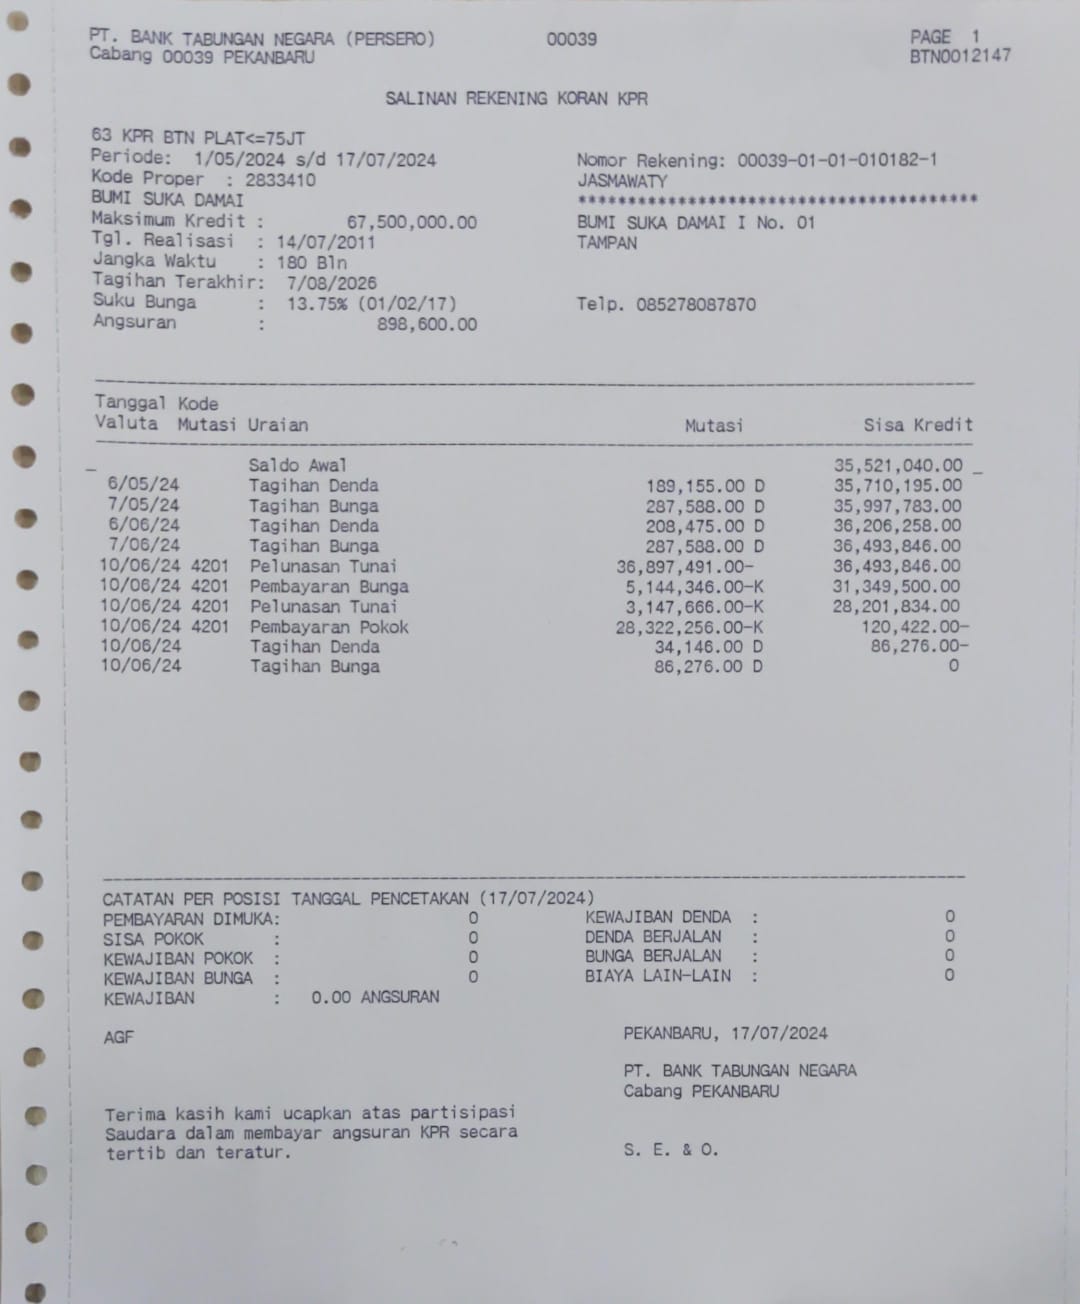 PT. BANK TABUNGAN NEGARA (PERSERO) 00039 PAGE 1
Cabang 00039 PEKANBARU BTN0012147
SALINAN REKENING KORAN KPR
63 KPR BTN PLAT<=75JT
Periode: 1/05/2024 s/d 17/07/2024 Nomor Rekening: 00039-01-01-010182-1
Kode Proper : 2833410 JASMAWATY
BUMI SUKA DAMAI ****************************************
Maksimum Kredit : 67,500,000.00 BUMI SUKA DAMAI I No. 01
Tgl. Realisasi : 14/07/2011 TAMPAN
Jangka Waktu : 180 Bln
Tagihan Terakhir: 7/08/2026
Suku Bunga : 13.75% (01/02/17) Telp. 085278087870
Angsuran : 898,600.00
Tanggal Kode
Valuta Mutasi Uraian Mutasi Sisa Kredit
_ Saldo Awal 35,521,040.00 _
6/05/24 Tagihan Denda 189,155.00 D 35,710,195.00
7/05/24 Tagihan Bunga 287,588.00 D 35,997,783.00
6/06/24 Tagihan Denda 208,475.00 D 36,206,258.00
7/06/24 Tagihan Bunga 287,588.00 D 36,493,846.00
10/06/24 4201 Pelunasan Tunai 36,897,491.00- 36,493,846.00
10/06/24 4201 Pembayaran Bunga 5,144,346.00-K 31,349,500.00
10/06/24 4201 Pelunasan Tunai 3,147,666.00-K 28,201,834.00
10/06/24 4201 Pembayaran Pokok 28,322,256.00-K 120,422.00-
10/06/24 Tagihan Denda 34,146.00 D 86,276.00-
10/06/24 Tagihan Bunga 86,276.00 D 0
CATATAN PER POSISI TANGGAL PENCETAKAN (17/07/2024)
PEMBAYARAN DIMUKA: 0 KEWAJIBAN DENDA : 0
SISA POKOK : 0 DENDA BERJALAN : 0
KEWAJIBAN POKOK : 0 BUNGA BERJALAN : 0
KEWAJIBAN BUNGA : 0 BIAYA LAIN-LAIN : 0
KEWAJIBAN : 0.00 ANGSURAN
AGF PEKANBARU, 17/07/2024
PT. BANK TABUNGAN NEGARA
Cabang PEKANBARU
Terima kasih kami ucapkan atas partisipasi
Saudara dalam membayar angsuran KPR secara
tertib dan teratur. S. E. & O.